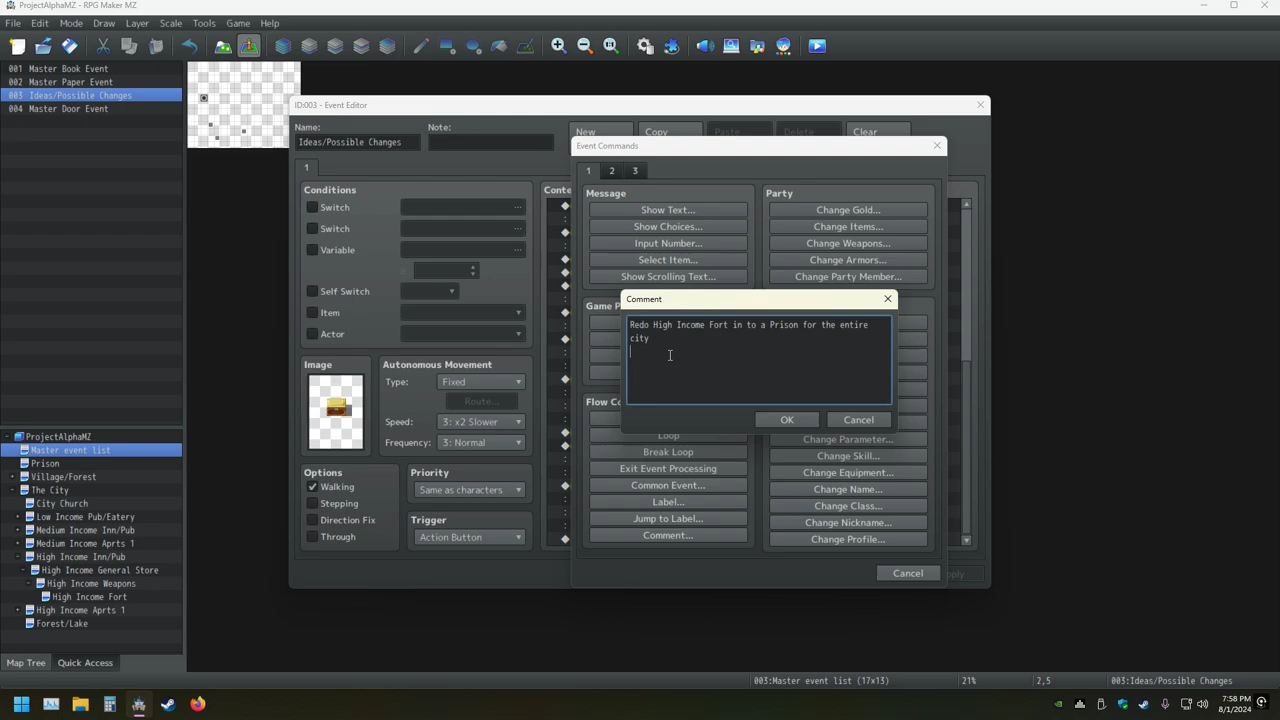 ProjectAlphaMZ - RPG Maker MZ
File Edit Mode Draw Layer Scale Tools Game Help
001 Master Book Event
002 Master Paper Event
003 Ideas/Possible Changes
004 Master Door Event
ID:003 - Event Editor
Name: Note:
Ideas/Possible Changes
New Copy Paste Delete Clear
1
Conditions
Switch
Switch
Variable
Self Switch
Item
Actor
Image
Autonomous Movement
Type: Fixed
Route...
Speed: 3: x2 Slower
Frequency: 3: Normal
Options
Walking
Stepping
Direction Fix
Through
Priority
Same as characters
Trigger
Action Button
Conte
Event Commands
1 2 3
Message
Show Text...
Show Choices...
Input Number...
Select Item...
Show Scrolling Text...
Party
Change Gold...
Change Items...
Change Weapons...
Change Armors...
Change Party Member...
Game P
Comment
Redo High Income Fort in to a Prison for the entire
city
OK Cancel
Flow Co
Loop
Break Loop
Exit Event Processing
Common Event...
Label...
Jump to Label...
Comment...
Change Parameter...
Change Skill...
Change Equipment...
Change Name...
Change Class...
Change Nickname...
Change Profile...
Cancel
pply
ProjectAlphaMZ
Master event list
Prison
Village/Forest
The City
City Church
Low Income Pub/Eatery
Medium Income Inn/Pub
Medium Income Aprts 1
High Income Inn/Pub
High Income General Store
High Income Weapons
High Income Fort
High Income Aprts 1
Forest/Lake
Map Tree Quick Access
003:Master event list (17x13) 21% 2,5 003:Ideas/Possible Changes
7:58 PM
8/1/2024